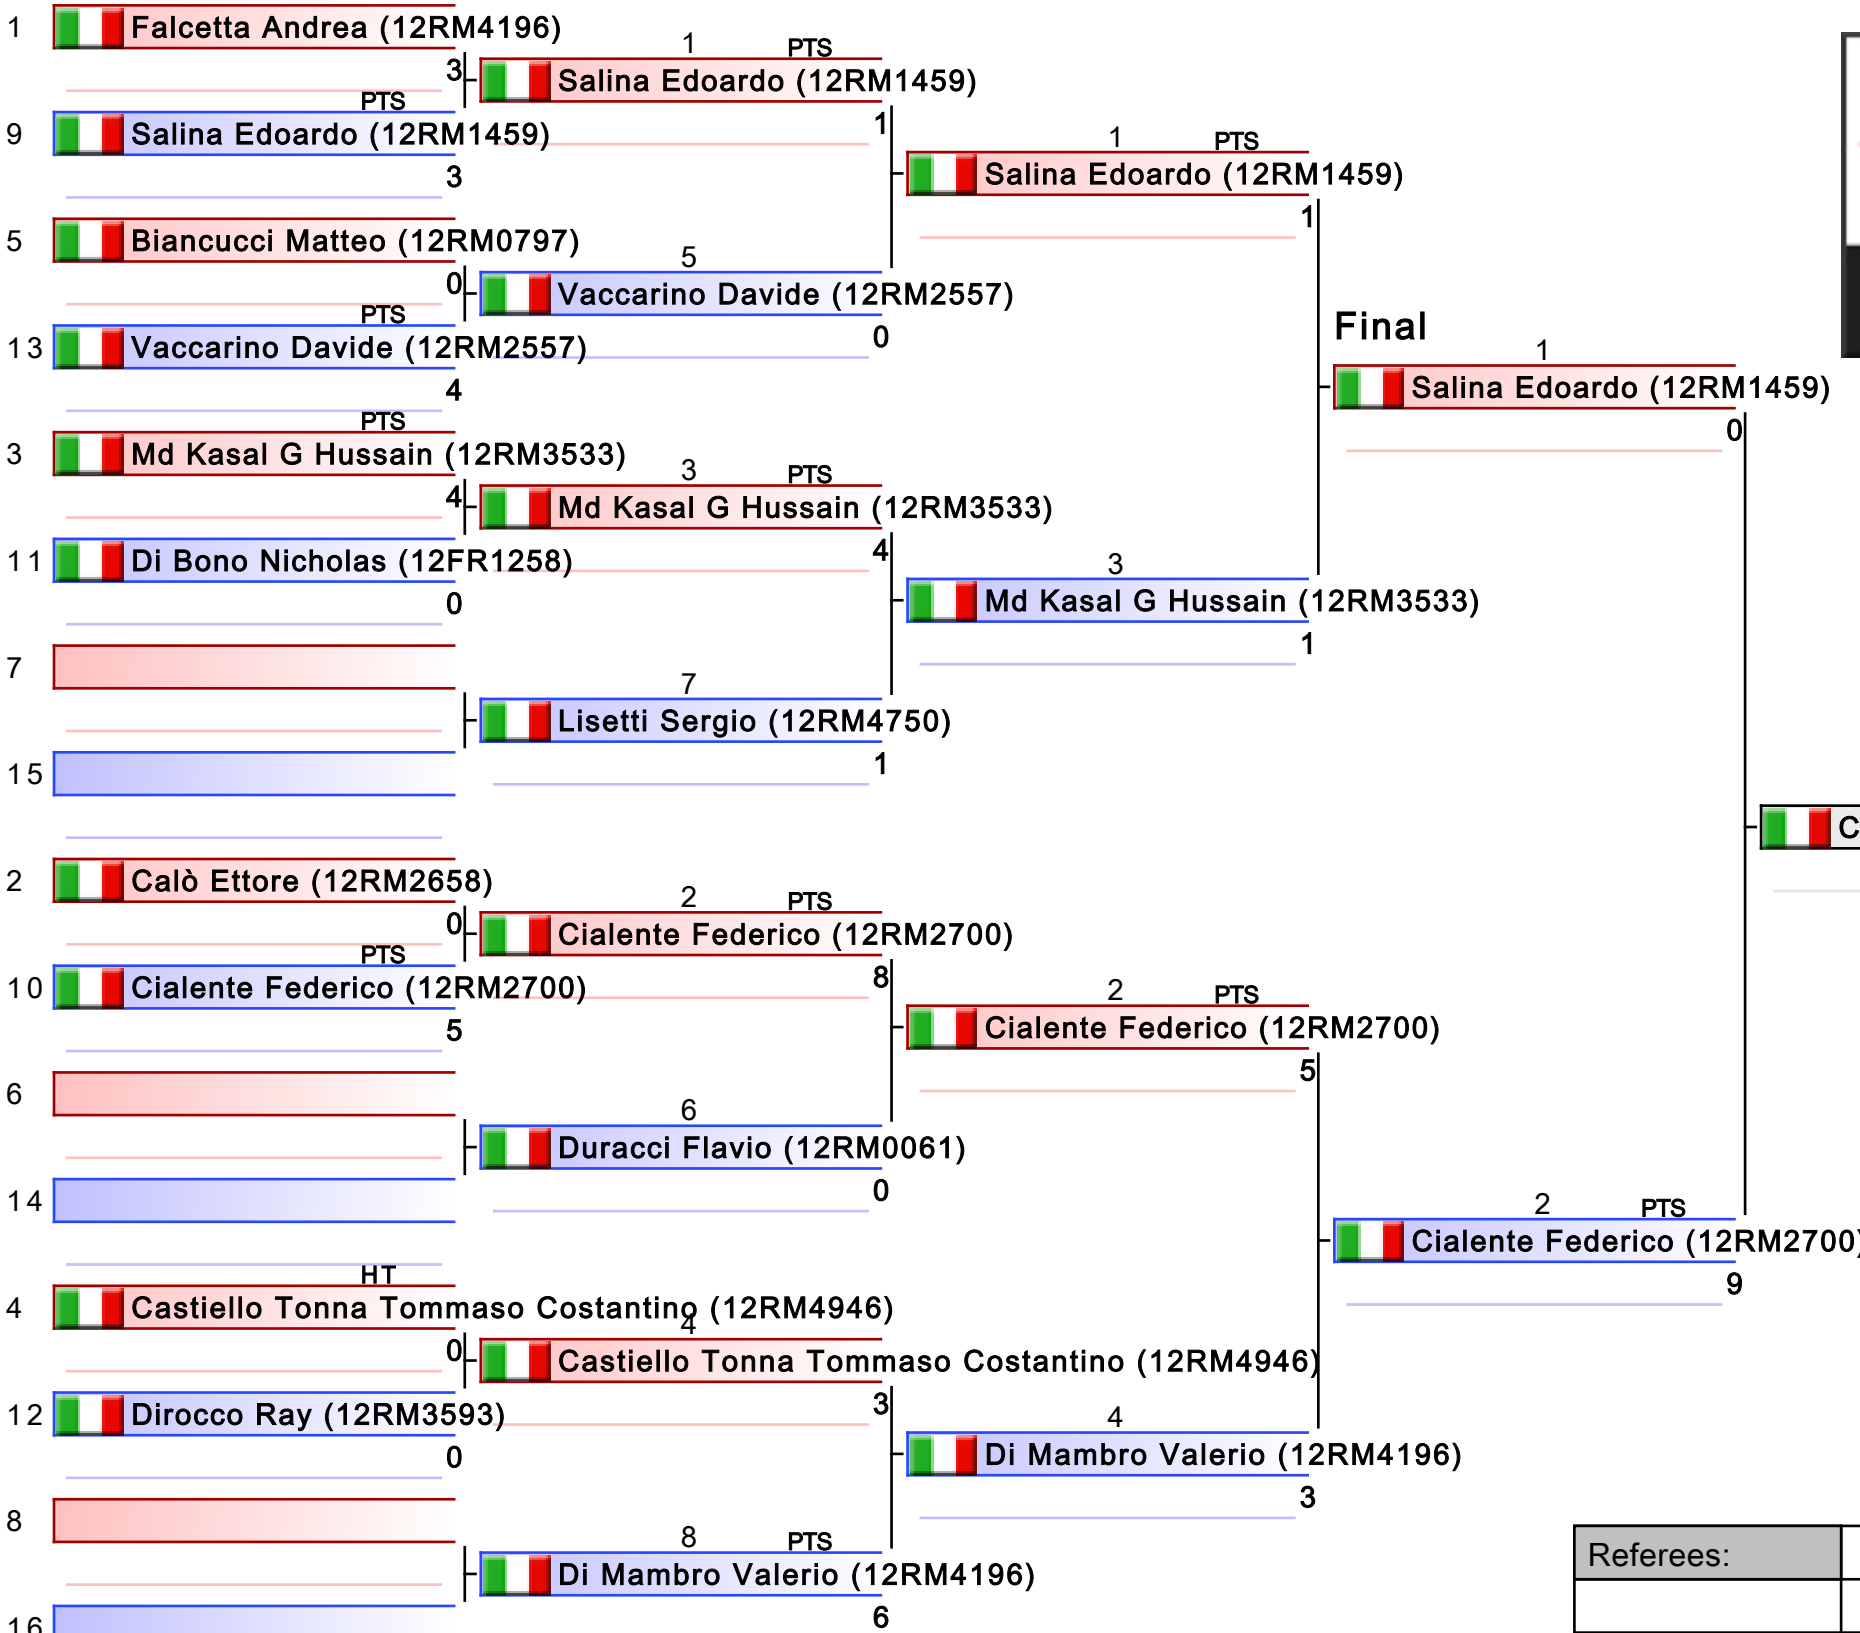 1 Falcetta Andrea (12RM4196)
3
PTS
9 Salina Edoardo (12RM1459)
3
5 Biancucci Matteo (12RM0797)
0
PTS
13 Vaccarino Davide (12RM2557)
4
PTS
3 Md Kasal G Hussain (12RM3533)
4
11 Di Bono Nicholas (12FR1258)
0
7
15
2 Calò Ettore (12RM2658)
0
PTS
10 Cialente Federico (12RM2700)
5
6
14
HT
4 Castiello Tonna Tommaso Costantino (12RM4946)
0
12 Dirocco Ray (12RM3593)
0
8
16
1 PTS
Salina Edoardo (12RM1459)
1
5
Vaccarino Davide (12RM2557)
0
3 PTS
Md Kasal G Hussain (12RM3533)
4
7
Lisetti Sergio (12RM4750)
1
2 PTS
Cialente Federico (12RM2700)
8
6
Duracci Flavio (12RM0061)
0
4
Castiello Tonna Tommaso Costantino (12RM4946)
3
8 PTS
Di Mambro Valerio (12RM4196)
6
1 PTS
Salina Edoardo (12RM1459)
1
3
Md Kasal G Hussain (12RM3533)
1
2 PTS
Cialente Federico (12RM2700)
5
4
Di Mambro Valerio (12RM4196)
3
Final
1
Salina Edoardo (12RM1459)
0
2 PTS
Cialente Federico (12RM2700)
9
C
Referees: